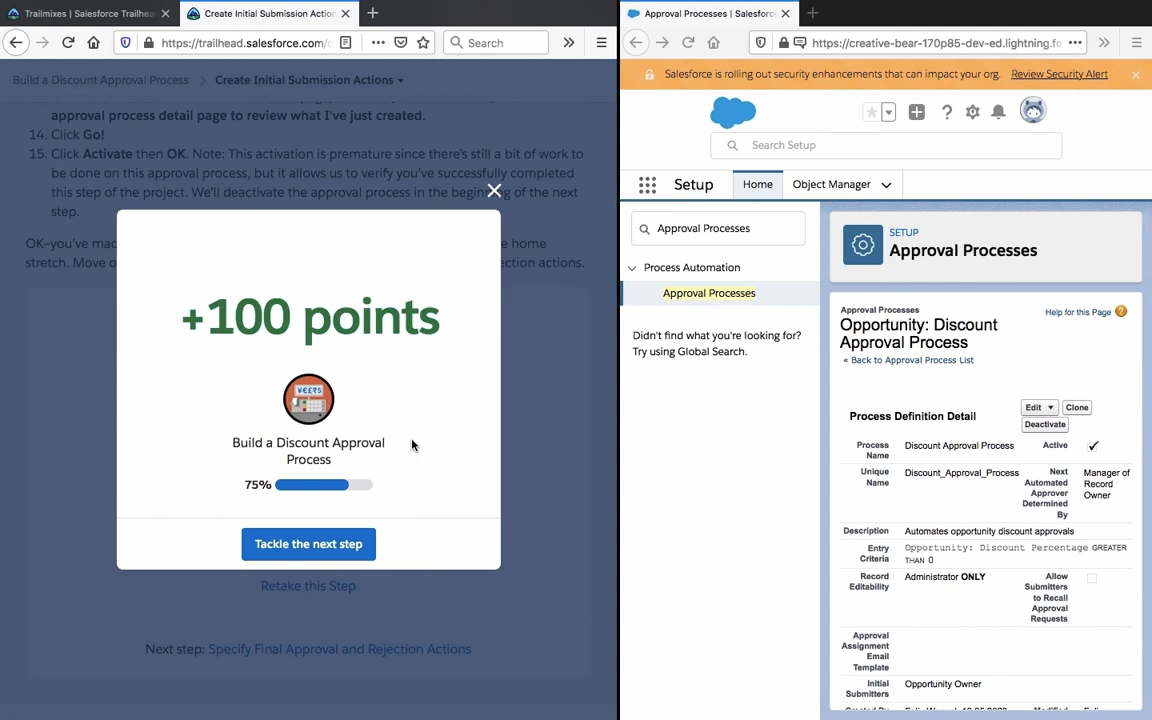 Trailmixes | Salesforce Trailhea
Create Initial Submission Action
https://trailhead.salesforce.com/c
Search
Build a Discount Approval Process
Create Initial Submission Actions
approval process detail page to review what I've just created.
14. Click Go!
15. Click Activate then OK. Note: This activation is premature since there's still a bit of work to
be done on this approval process, but it allows us to verify you've successfully completed
this step of the project. We'll deactivate the approval process in the beginning of the next
step.
OK–you've mad
e home
stretch. Move o
ection actions.
+100 points
¥€₹$
Build a Discount Approval
Process
75%
Tackle the next step
Retake this Step
Next step: Specify Final Approval and Rejection Actions
Approval Processes | Salesforc
https://creative-bear-170p85-dev-ed.lightning.fo
Salesforce is rolling out security enhancements that can impact your org. Review Security Alert
Search Setup
Setup
Home
Object Manager
Approval Processes
Process Automation
Approval Processes
Didn't find what you're looking for?
Try using Global Search.
SETUP
Approval Processes
Approval Processes
Opportunity: Discount
Approval Process
Help for this Page
« Back to Approval Process List
Process Definition Detail
Edit
Clone
Deactivate
Process
Name
Discount Approval Process
Active
Unique
Name
Discount_Approval_Process
Next
Automated
Approver
Determined
By
Manager of
Record
Owner
Description
Automates opportunity discount approvals
Entry
Criteria
Opportunity: Discount Percentage GREATER
THAN 0
Record
Editability
Administrator ONLY
Allow
Submitters
to Recall
Approval
Requests
Approval
Assignment
Email
Template
Initial
Submitters
Opportunity Owner